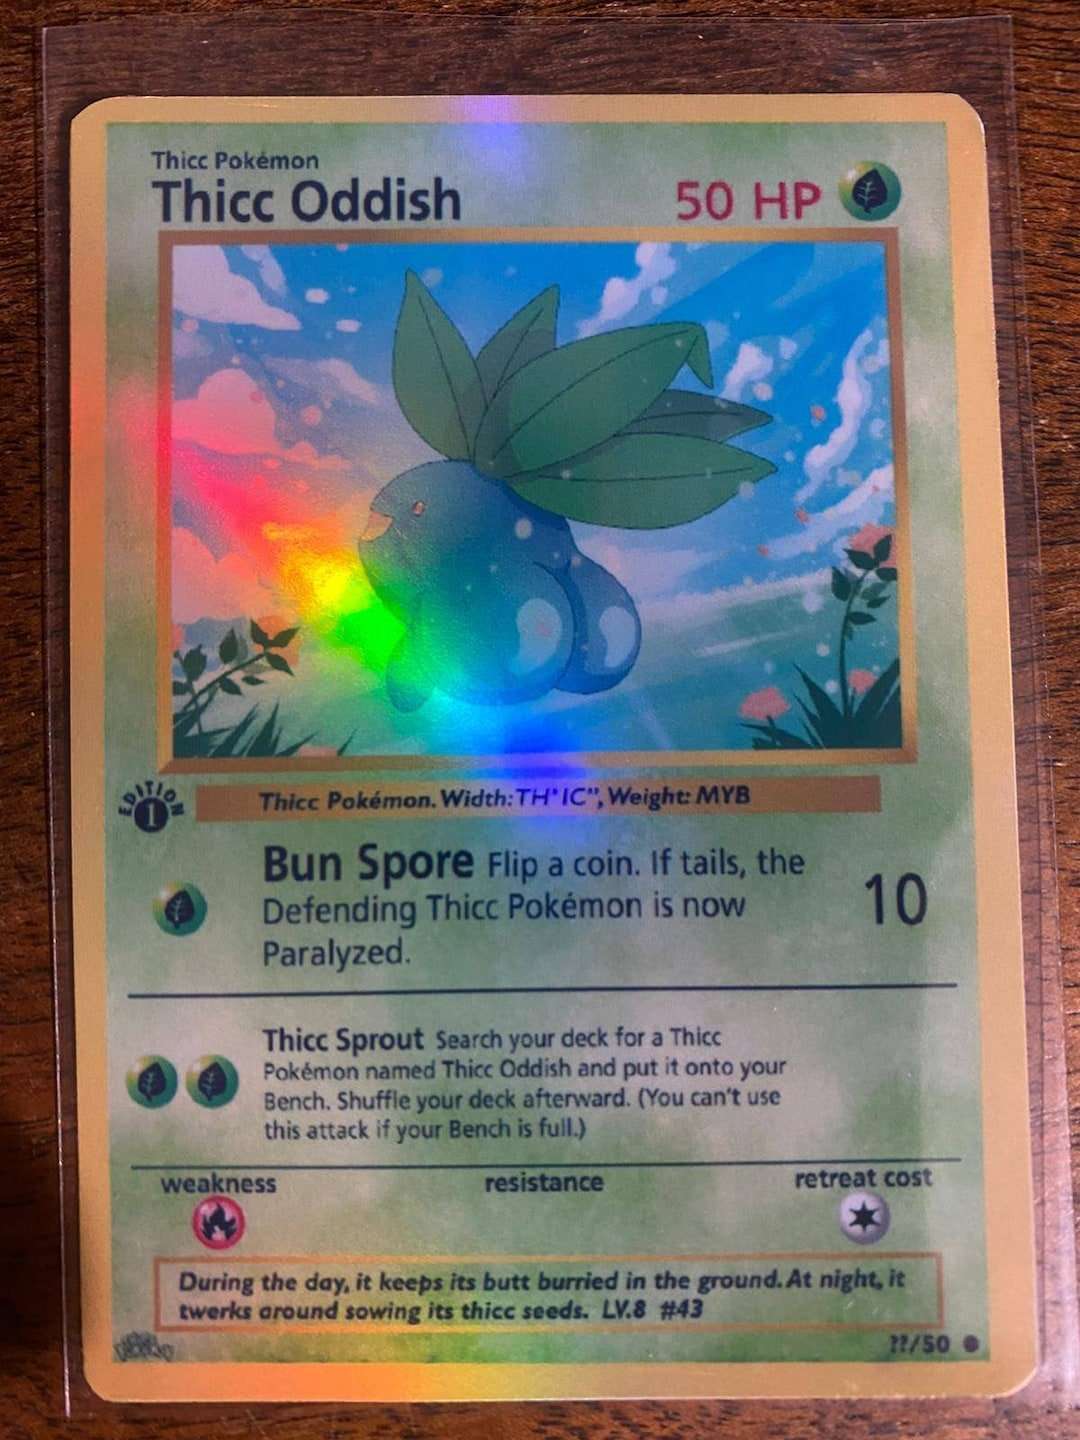 Thicc Pokémon
Thicc Oddish
50 HP
EDITION
1
Thicc Pokémon. Width: TH*IC", Weight: MYB
Bun Spore Flip a coin. If tails, the
Defending Thicc Pokémon is now
Paralyzed.
10
Thicc Sprout Search your deck for a Thicc
Pokémon named Thicc Oddish and put it onto your
Bench. Shuffle your deck afterward. (You can't use
this attack if your Bench is full.)
weakness
resistance
retreat cost
During the day, it keeps its butt burried in the ground. At night, it
twerks around sowing its thicc seeds. LV.8 #43
??/50